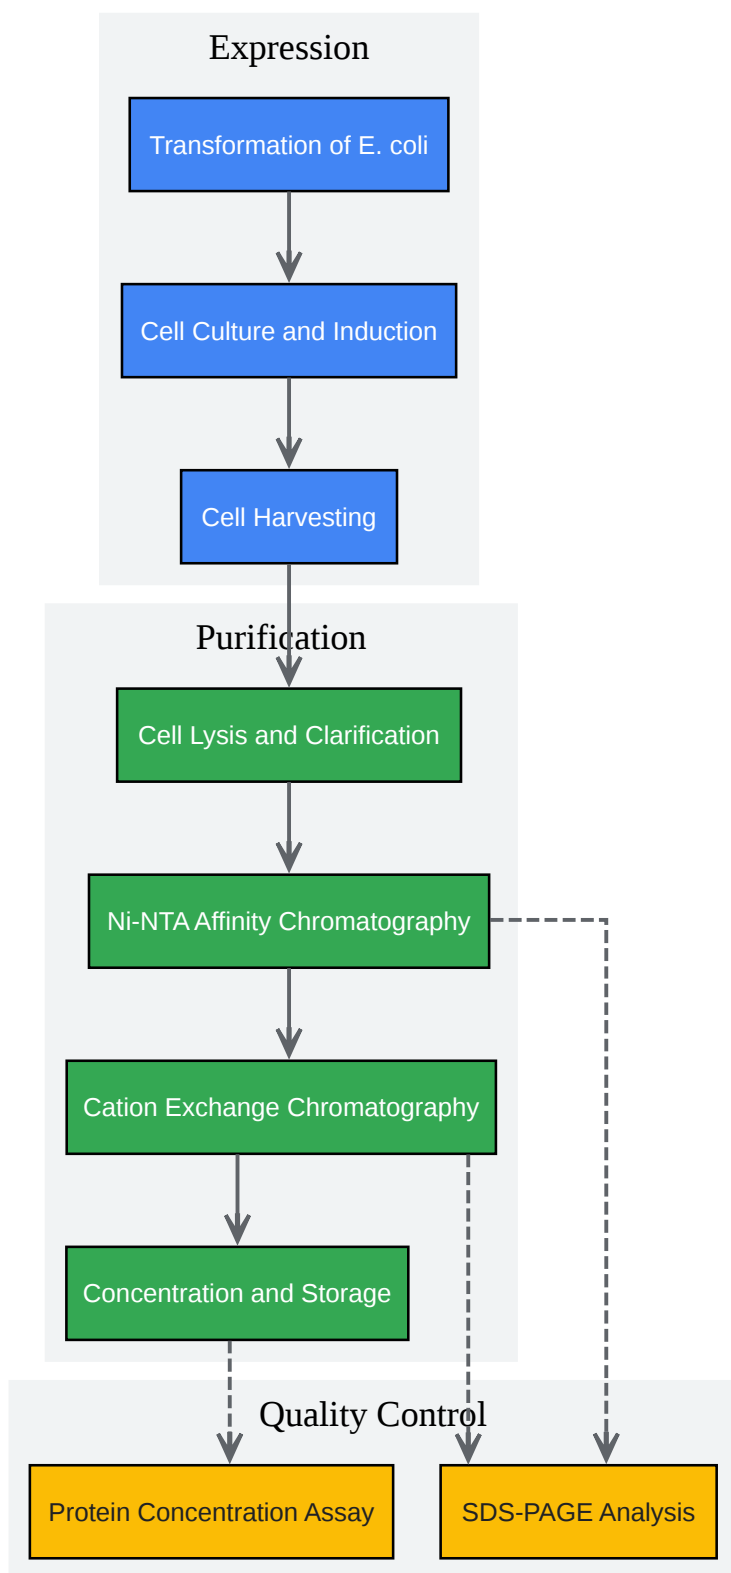 Expression
Transformation of E. coli
Cell Culture and Induction
Cell Harvesting
Purification
Cell Lysis and Clarification
Ni-NTA Affinity Chromatography
Cation Exchange Chromatography
Concentration and Storage
Quality Control
Protein Concentration Assay
SDS-PAGE Analysis